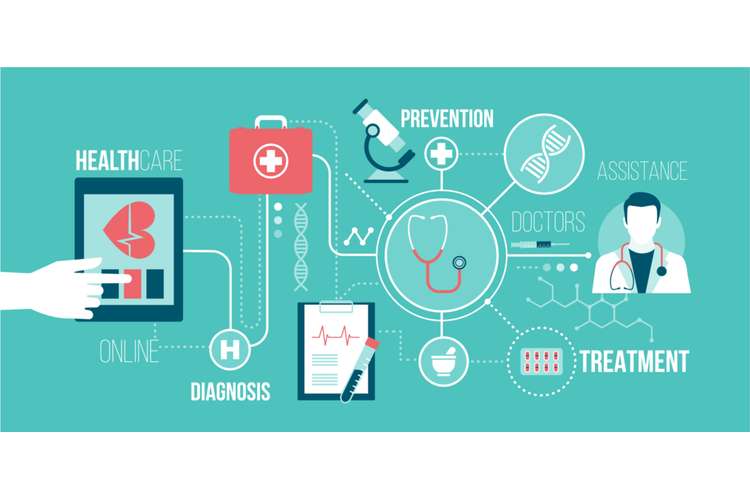 PREVENTION
HEALTHCARE
ASSISTANCE
DOCTORS
ONLINE
H
TREATMENT
DIAGNOSIS